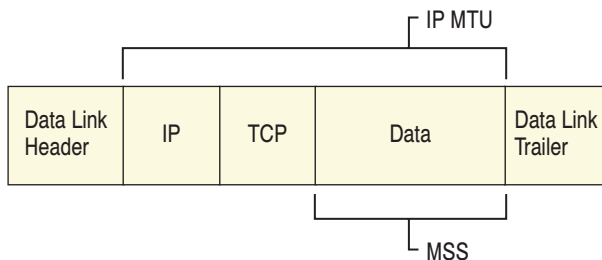 IP MTU
Data Link
Header
IP
TCP
Data
Data Link
Trailer
MSS